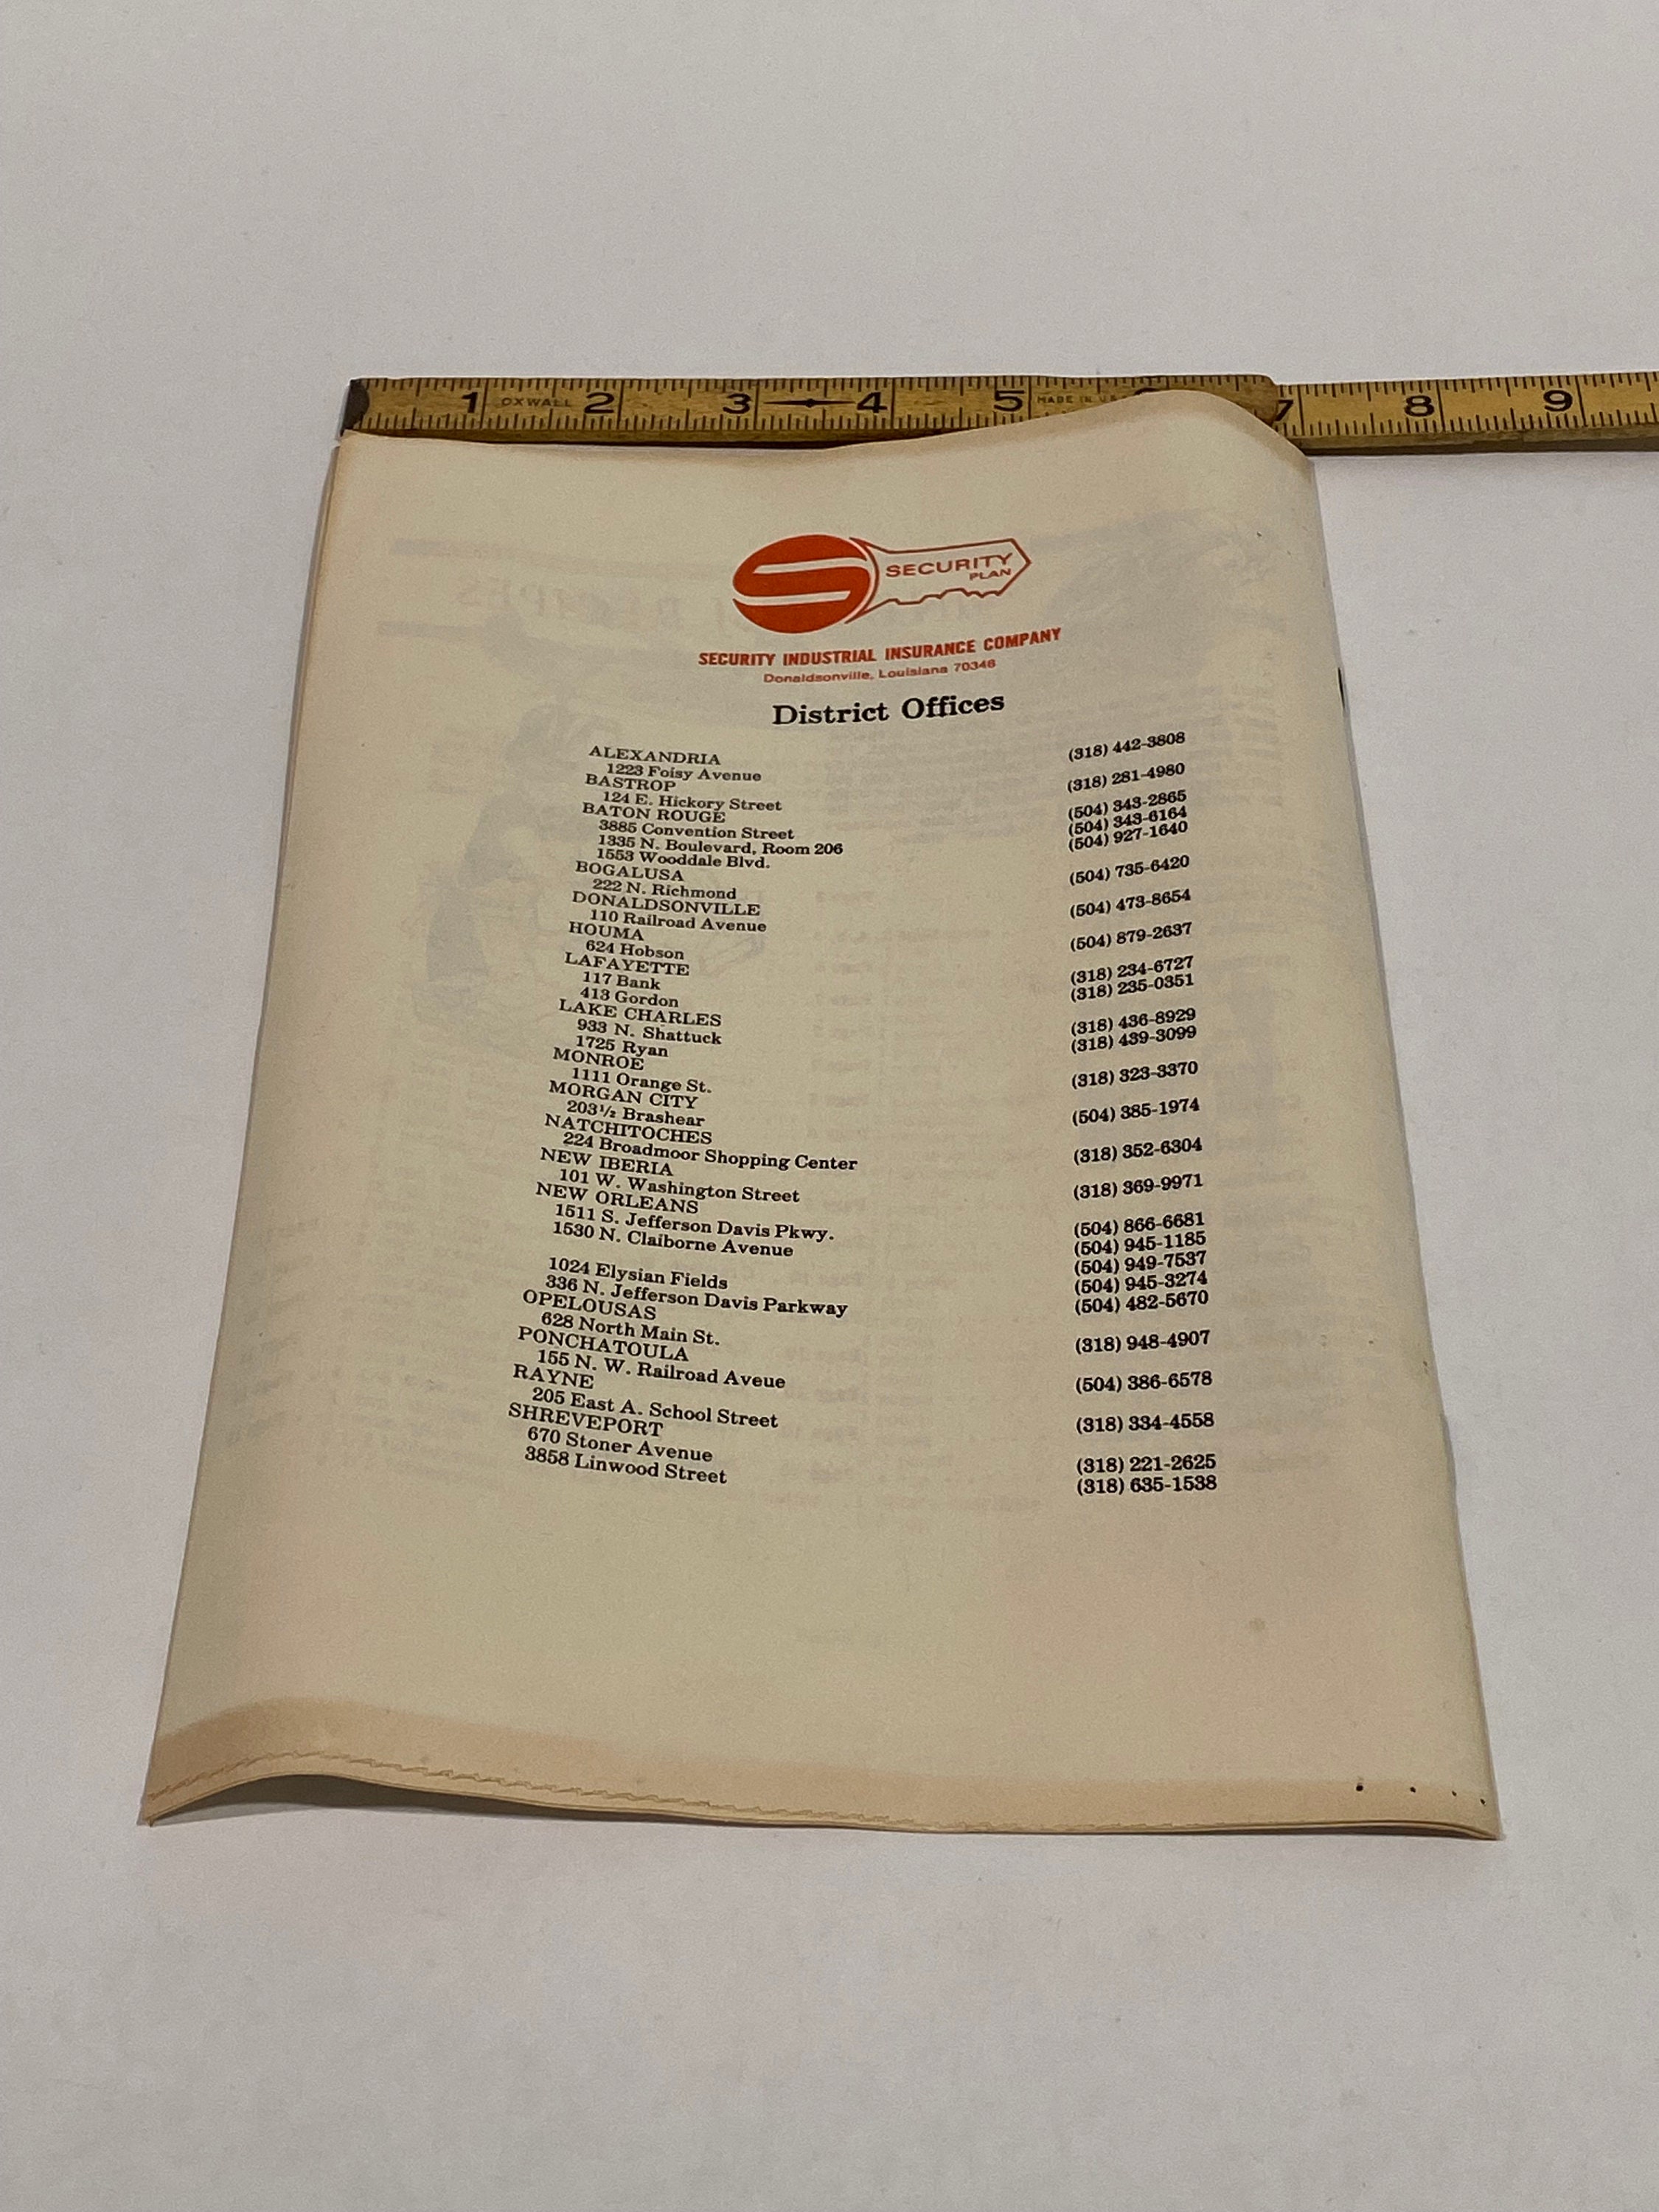 1 OXWALL 2 3 4 5 MADE IN U.S. 6 7 8 9
SECURITY
PLAN
SECURITY INDUSTRIAL INSURANCE COMPANY
Donaldsonville, Louisiana 70346
District Offices
ALEXANDRIA
1223 Foisy Avenue (318) 442-3808
BASTROP
124 E. Hickory Street (318) 281-4980
BATON ROUGE
3885 Convention Street (504) 343-2865
1335 N. Boulevard, Room 206 (504) 343-6164
1553 Wooddale Blvd. (504) 927-1640
BOGALUSA
222 N. Richmond (504) 735-6420
DONALDSONVILLE
110 Railroad Avenue (504) 473-8654
HOUMA
624 Hobson (504) 879-2637
LAFAYETTE
117 Bank (318) 234-6727
413 Gordon (318) 235-0351
LAKE CHARLES
933 N. Shattuck (318) 436-8929
1725 Ryan (318) 439-3099
MONROE
1111 Orange St. (318) 323-3370
MORGAN CITY
203½ Brashear (504) 385-1974
NATCHITOCHES
224 Broadmoor Shopping Center (318) 352-6304
NEW IBERIA
101 W. Washington Street (318) 369-9971
NEW ORLEANS
1511 S. Jefferson Davis Pkwy. (504) 866-6681
1530 N. Claiborne Avenue (504) 945-1185
(504) 949-7537
1024 Elysian Fields (504) 945-3274
336 N. Jefferson Davis Parkway (504) 482-5670
OPELOUSAS
628 North Main St. (318) 948-4907
PONCHATOULA
155 N. W. Railroad Aveue (504) 386-6578
RAYNE
205 East A. School Street (318) 334-4558
SHREVEPORT
670 Stoner Avenue (318) 221-2625
3858 Linwood Street (318) 635-1538